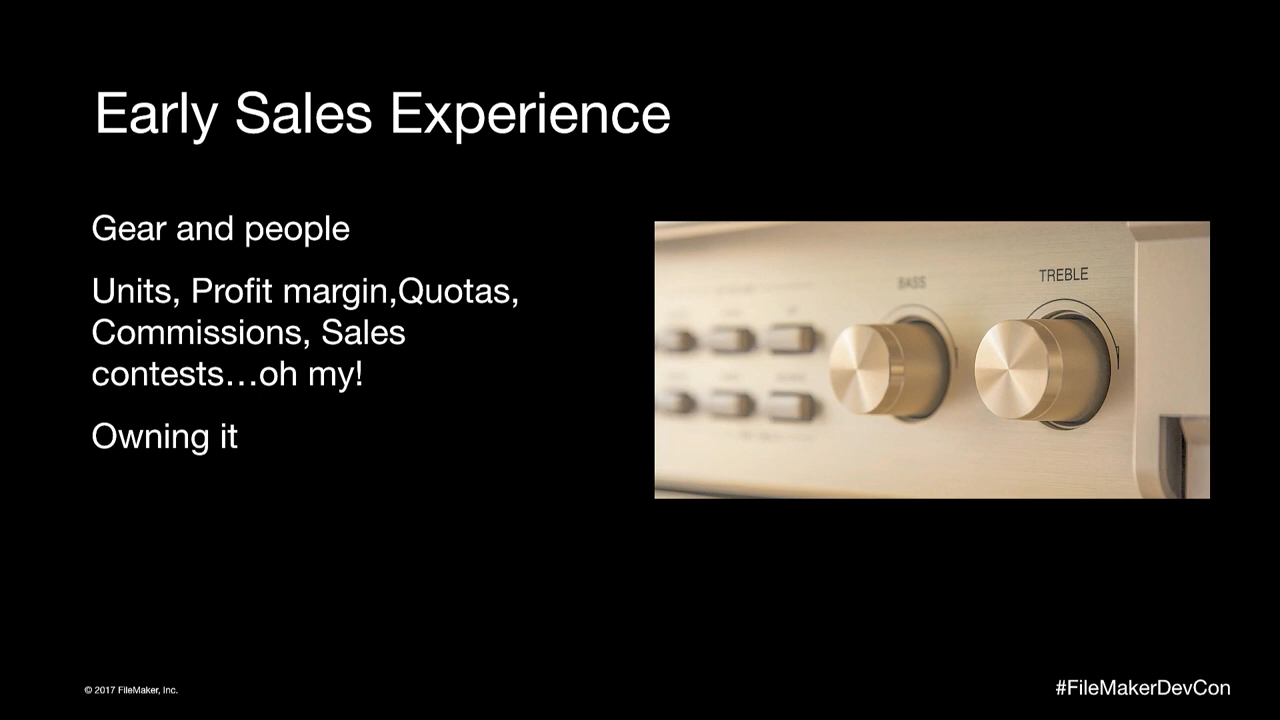 Early Sales Experience
Gear and people
Units, Profit margin,Quotas,
Commissions, Sales
contests…oh my!
Owning it
BASS
TREBLE
© 2017 FileMaker, Inc.
#FileMakerDevCon